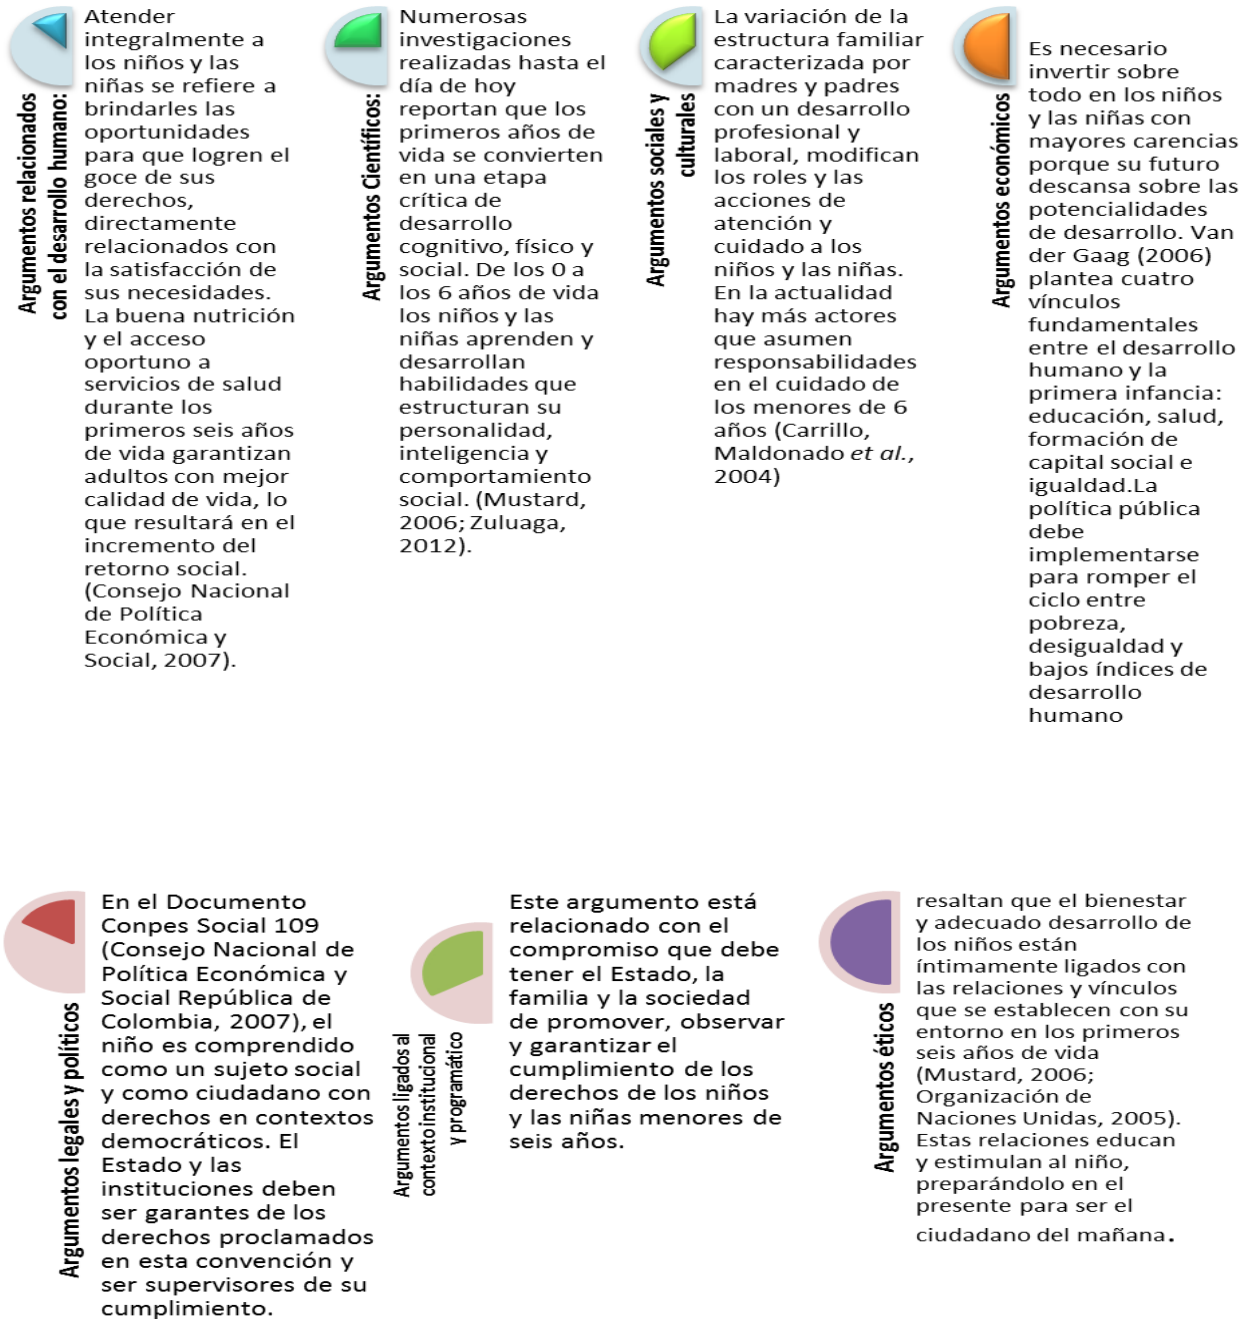 Argumentos relacionados
con el desarrollo humano:
Atender
integralmente a
los niños y las
niñas se refiere a
brindarles las
oportunidades
para que logren el
goce de sus
derechos,
directamente
relacionados con
la satisfacción de
sus necesidades.
La buena nutrición
y el acceso
oportuno a
servicios de salud
durante los
primeros seis años
de vida garantizan
adultos con mejor
calidad de vida, lo
que resultará en el
incremento del
retorno social.
(Consejo Nacional
de Política
Económica y
Social, 2007).
Argumentos Científicos:
Numerosas
investigaciones
realizadas hasta el
día de hoy
reportan que los
primeros años de
vida se convierten
en una etapa
crítica de
desarrollo
cognitivo, físico y
social. De los 0 a
los 6 años de vida
los niños y las
niñas aprenden y
desarrollan
habilidades que
estructuran su
personalidad,
inteligencia y
comportamiento
social. (Mustard,
2006; Zuluaga,
2012).
Argumentos sociales y
culturales
La variación de la
estructura familiar
caracterizada por
madres y padres
con un desarrollo
profesional y
laboral, modifican
los roles y las
acciones de
atención y
cuidado a los
niños y las niñas.
En la actualidad
hay más actores
que asumen
responsabilidades
en el cuidado de
los menores de 6
años (Carrillo,
Maldonado et al.,
2004)
Argumentos económicos
Es necesario
invertir sobre
todo en los niños
y las niñas con
mayores carencias
porque su futuro
descansa sobre las
potencialidades
de desarrollo. Van
der Gaag (2006)
plantea cuatro
vínculos
fundamentales
entre el desarrollo
humano y la
primera infancia:
educación, salud,
formación de
capital social e
igualdad.La
política pública
debe
implementarse
para romper el
ciclo entre
pobreza,
desigualdad y
bajos índices de
desarrollo
humano
Argumentos legales y políticos
En el Documento
Conpes Social 109
(Consejo Nacional de
Política Económica y
Social República de
Colombia, 2007), el
niño es comprendido
como un sujeto social
y como ciudadano con
derechos en contextos
democráticos. El
Estado y las
instituciones deben
ser garantes de los
derechos proclamados
en esta convención y
ser supervisores de su
cumplimiento.
Argumentos ligados al
contexto institucional
y programático
Este argumento está
relacionado con el
compromiso que debe
tener el Estado, la
familia y la sociedad
de promover, observar
y garantizar el
cumplimiento de los
derechos de los niños
y las niñas menores de
seis años.
Argumentos éticos
resaltan que el bienestar
y adecuado desarrollo de
los niños están
íntimamente ligados con
las relaciones y vínculos
que se establecen con su
entorno en los primeros
seis años de vida
(Mustard, 2006;
Organización de
Naciones Unidas, 2005).
Estas relaciones educan
y estimulan al niño,
preparándolo en el
presente para ser el
ciudadano del mañana.